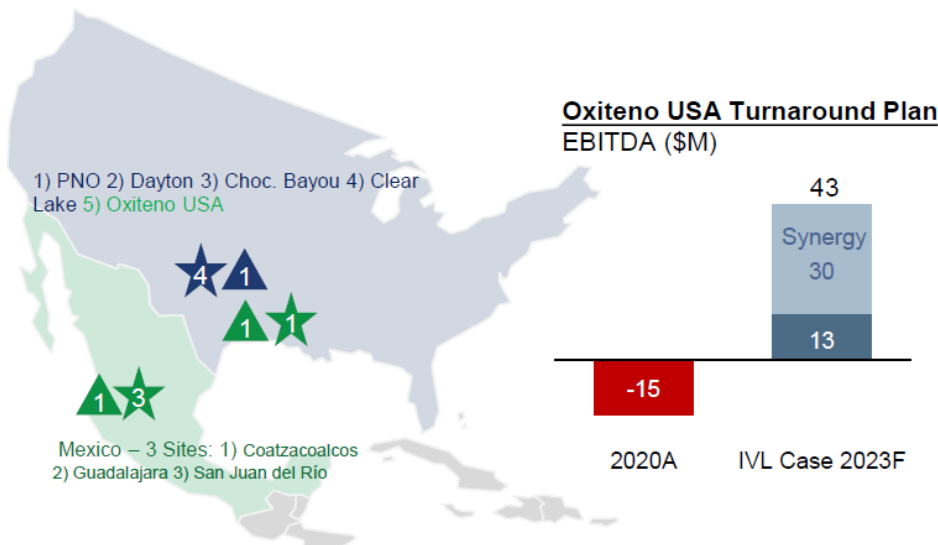 Oxiteno USA Turnaround Plan
EBITDA ($M)
1) PNO 2) Dayton 3) Choc. Bayou 4) Clear
Lake 5) Oxiteno USA
4
1
1
1
1
3
Mexico – 3 Sites: 1) Coatzacoalcos
2) Guadalajara 3) San Juan del Río
43
Synergy
30
13
-15
2020A
IVL Case 2023F